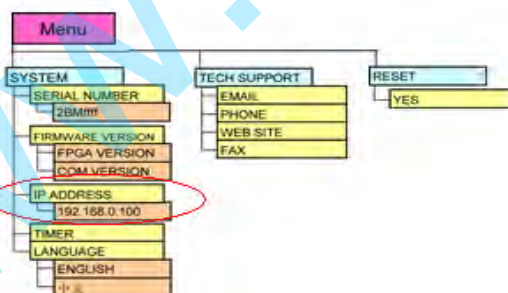 Menu
SYSTEM
SERIAL NUMBER
FIRMWARE VERSION
FPGA VERSION
COM VERSION
IP ADDRESS
192.168.0.100
TIMER
LANGUAGE
ENGLISH
中文
TECH SUPPORT
EMAIL
PHONE
WEB SITE
FAX
RESET
YES